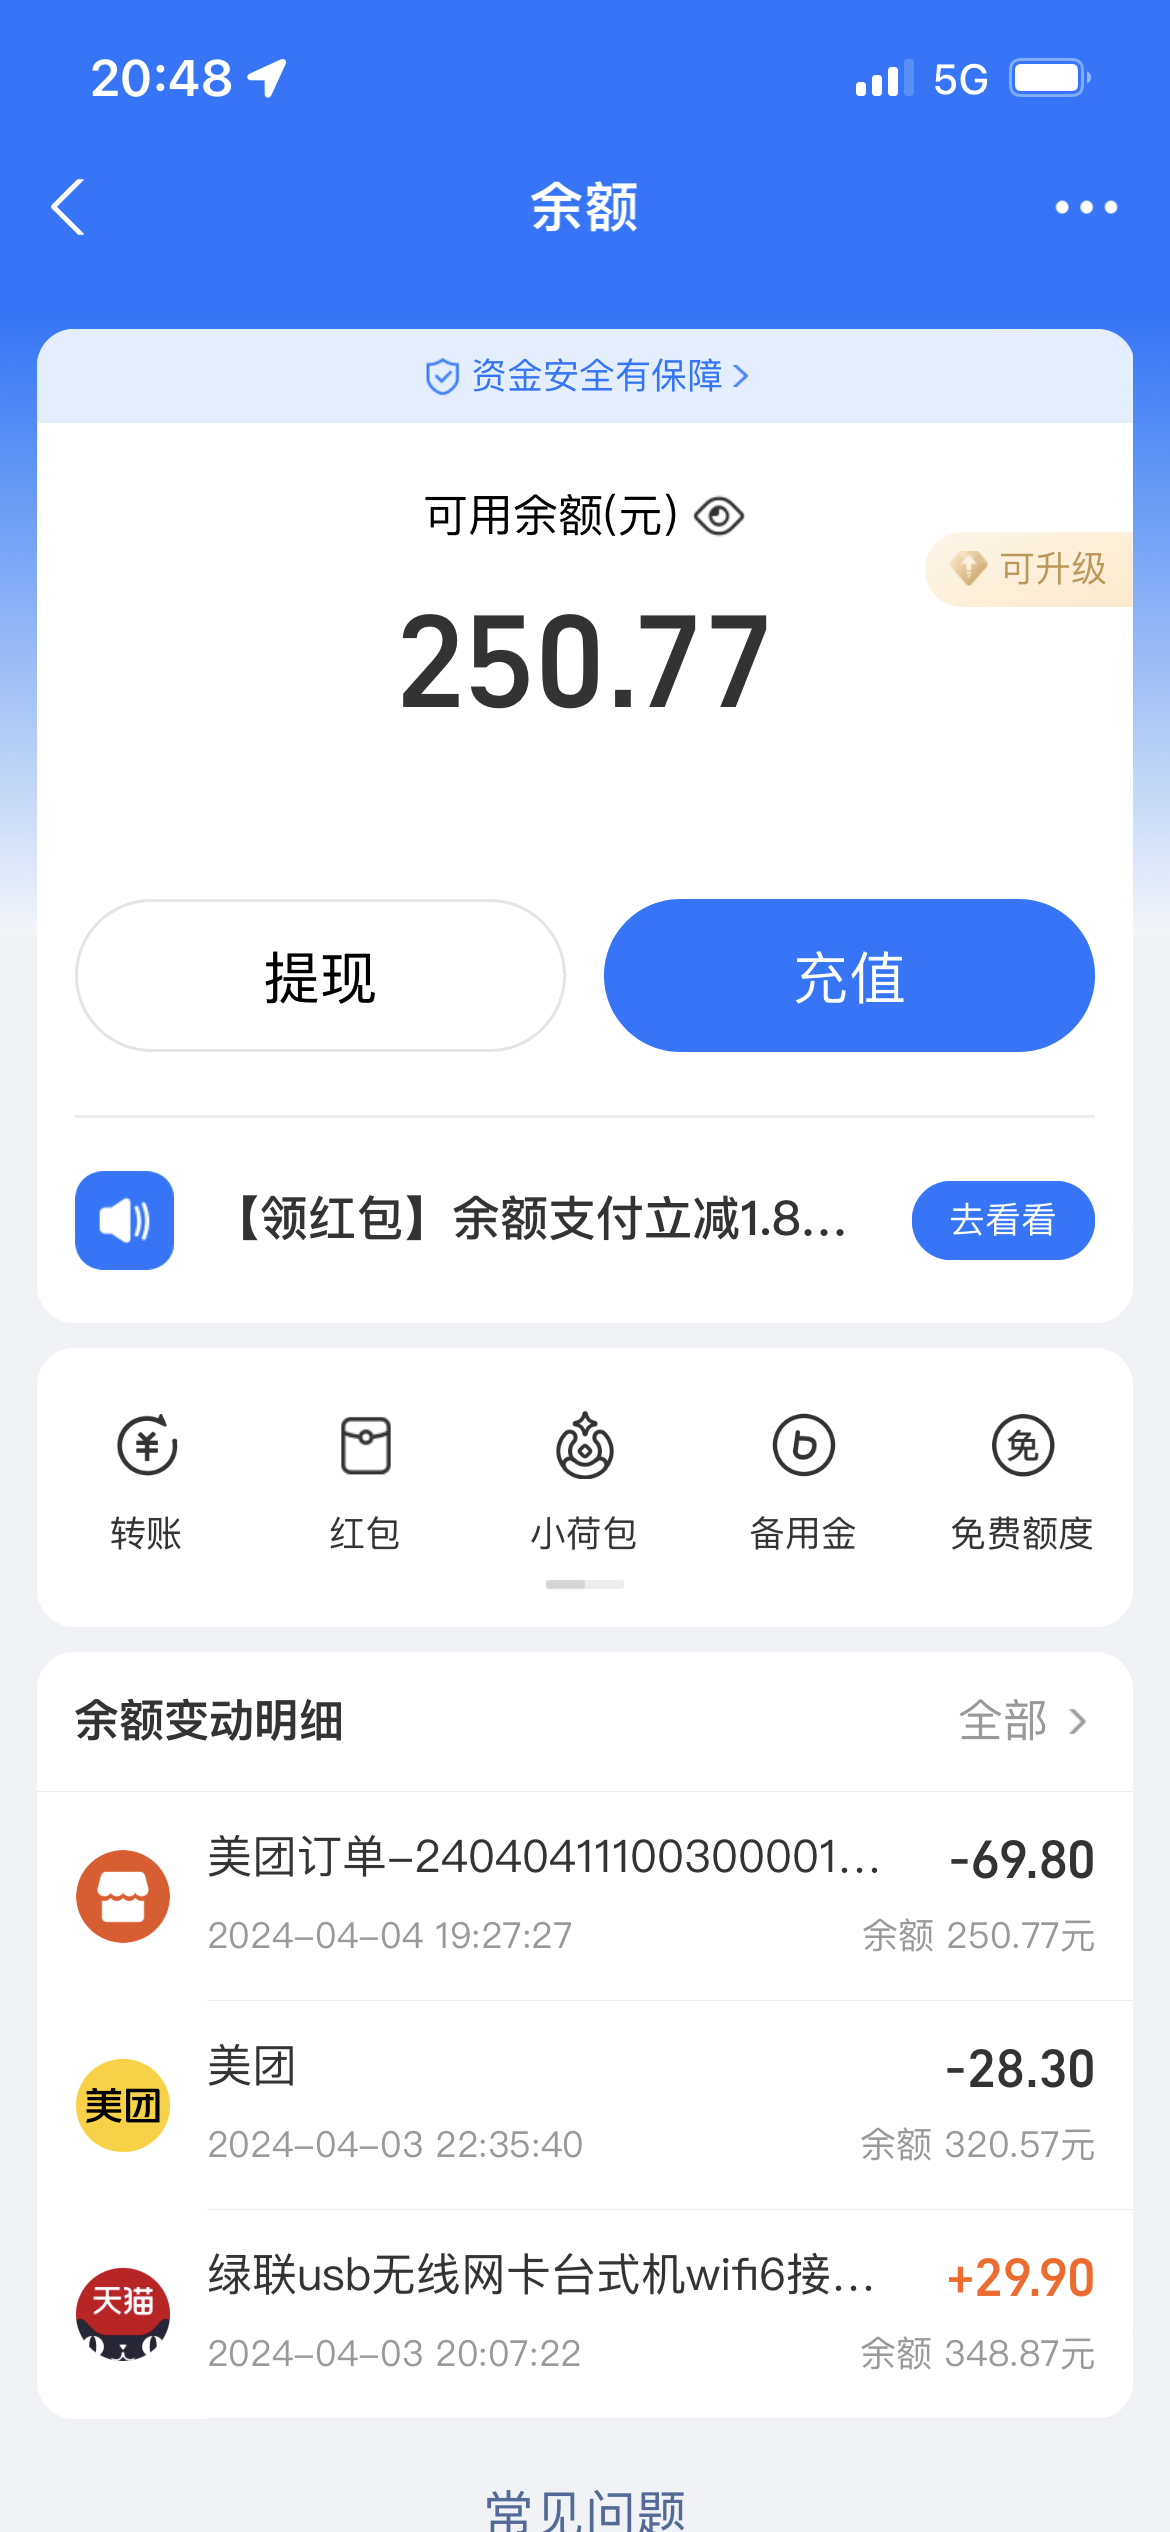 20:48 5G
余额
资金安全有保障
可用余额(元)
可升级
250.77
提现 充值
【领红包】余额支付立减1.8... 去看看
免
转账 红包 小荷包 备用金 免费额度
余额变动明细 全部
美团订单-24040411100300001... -69.80
2024-04-04 19:27:27 余额 250.77元
美团 -28.30
美团
2024-04-03 22:35:40 余额 320.57元
绿联usb无线网卡台式机wifi6接... +29.90
天猫
2024-04-03 20:07:22 余额 348.87元
常见问题